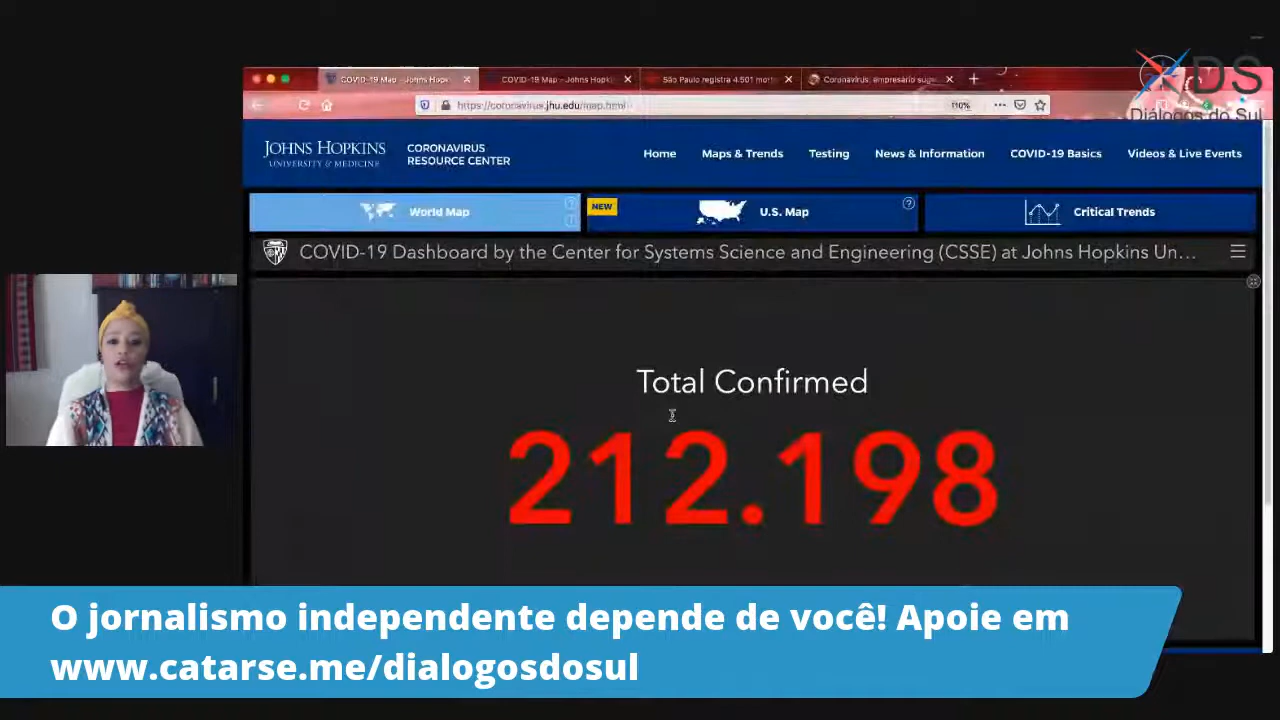 DS
Diálogos do Sul
COVID-19 Map - Johns Hopk
COVID-19 Map - Johns Hopk
São Paulo registra 4.501 mort
Coronavírus: empresário suge
https://coronavirus.jhu.edu/map.html
110%
JOHNS HOPKINS
UNIVERSITY & MEDICINE
CORONAVIRUS
RESOURCE CENTER
Home
Maps & Trends
Testing
News & Information
COVID-19 Basics
Videos & Live Events
World Map
NEW
U.S. Map
Critical Trends
COVID-19 Dashboard by the Center for Systems Science and Engineering (CSSE) at Johns Hopkins Un...
Total Confirmed
212.198
O jornalismo independente depende de você! Apoie em
www.catarse.me/dialogosdosul